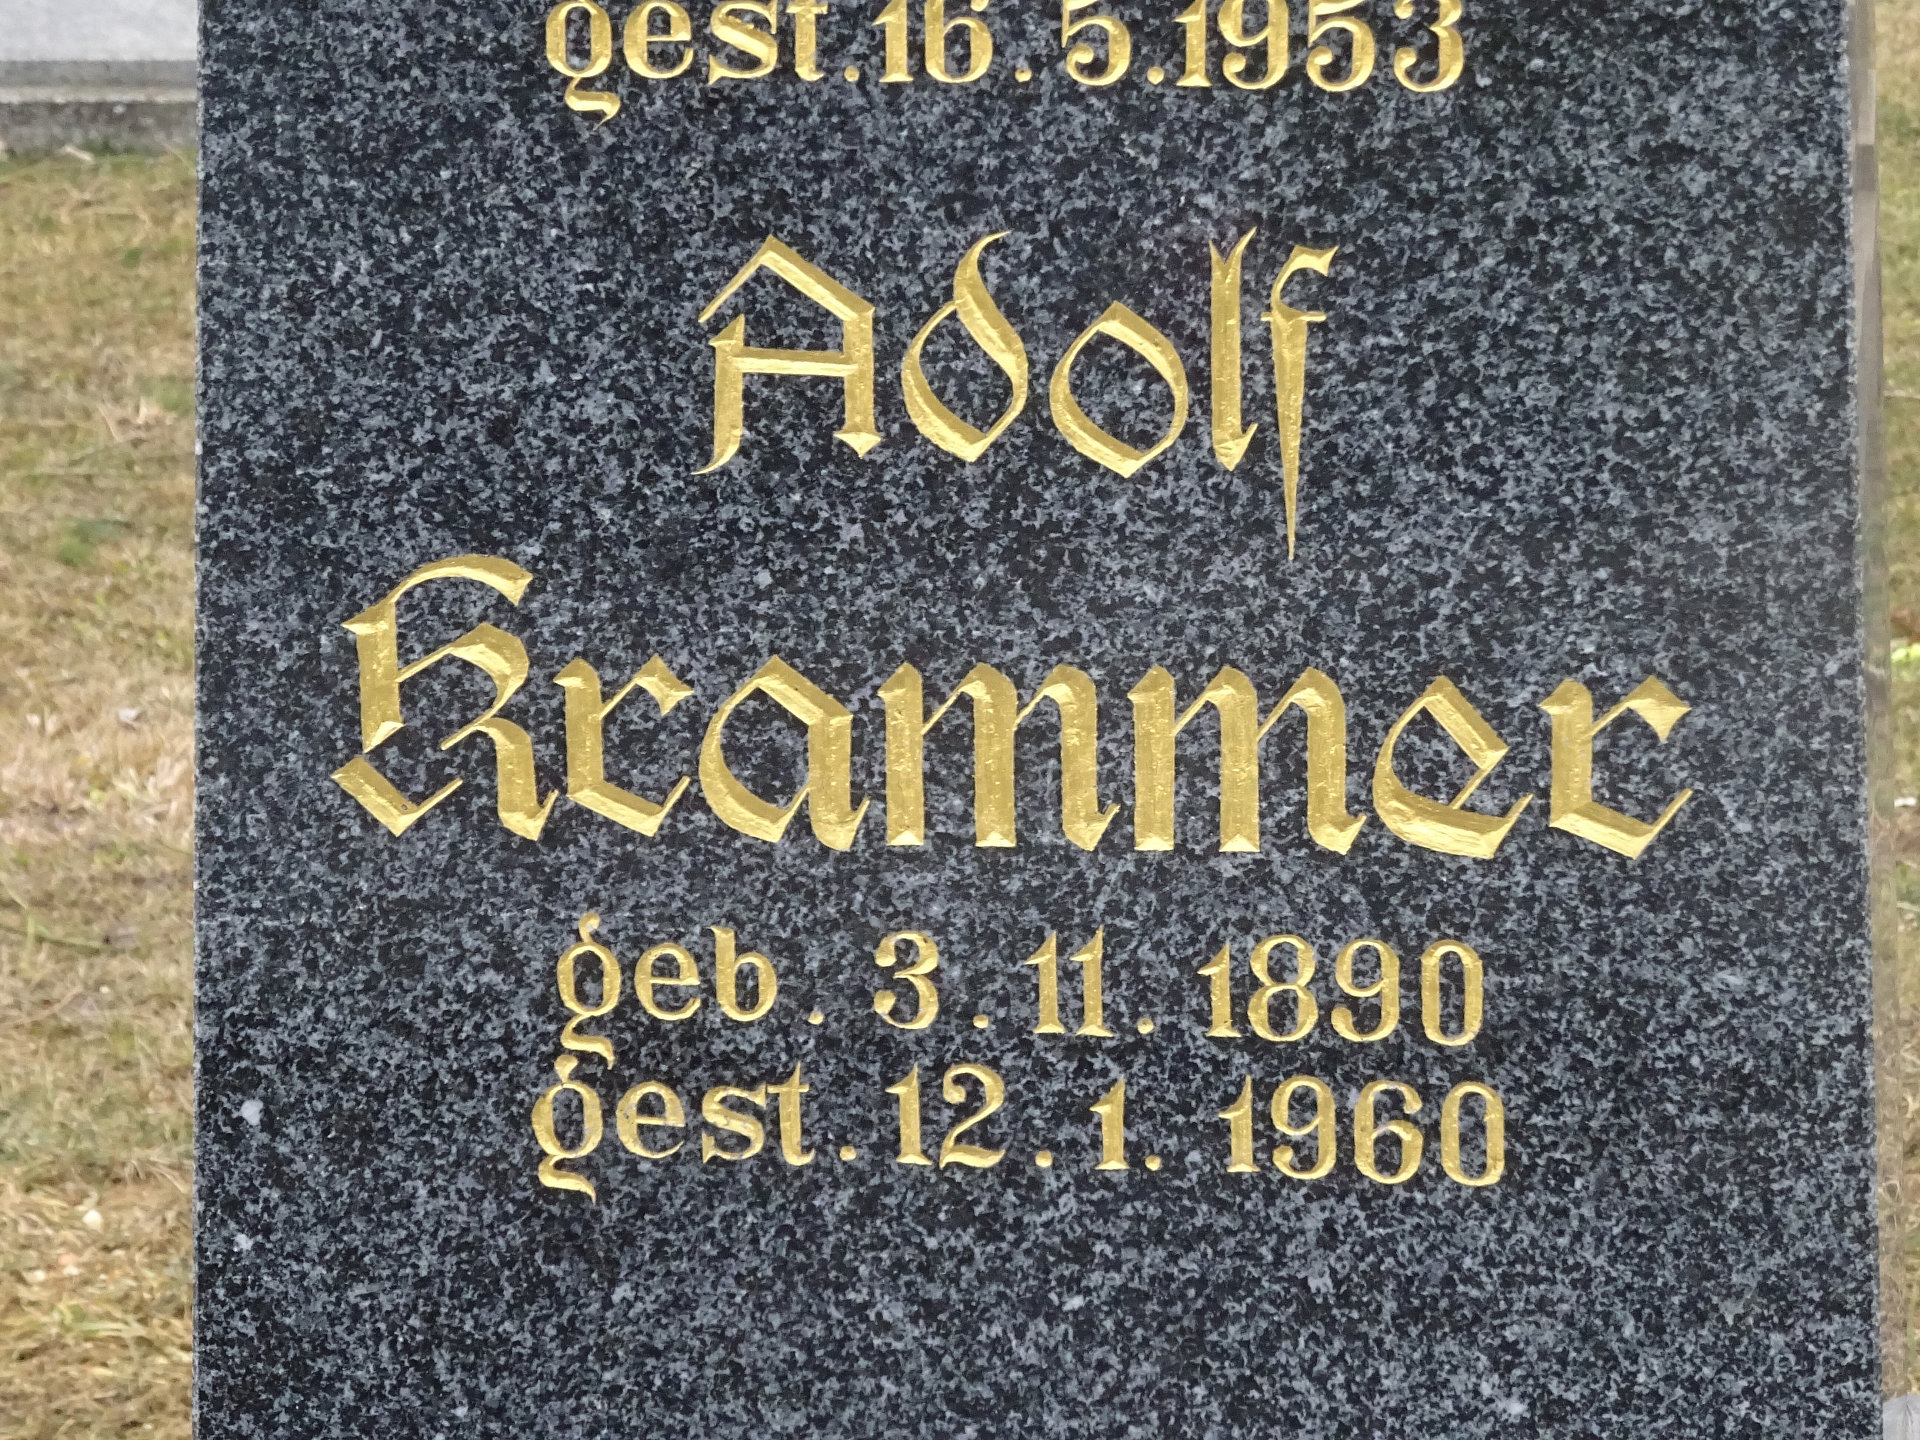 gest. 16. 5. 1953
Adolf
Krammer
geb. 3. 11. 1890
gest. 12. 1. 1960